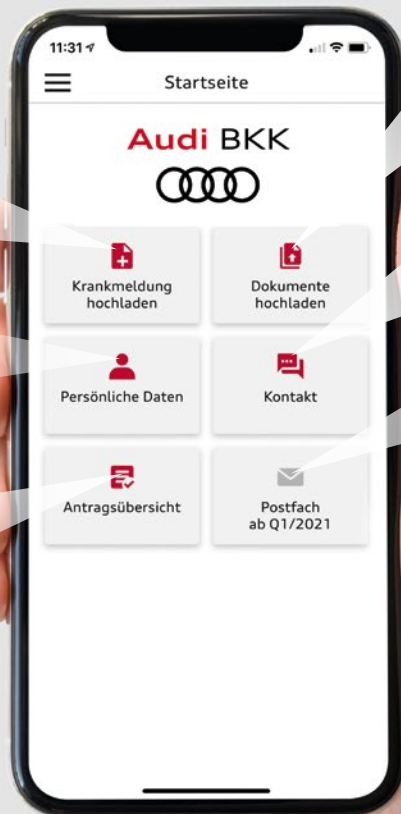 11:31
Startseite
Audi BKK
Krankmeldung
hochladen
Dokumente
hochladen
Persönliche Daten
Kontakt
Antragsübersicht
Postfach
ab Q1/2021